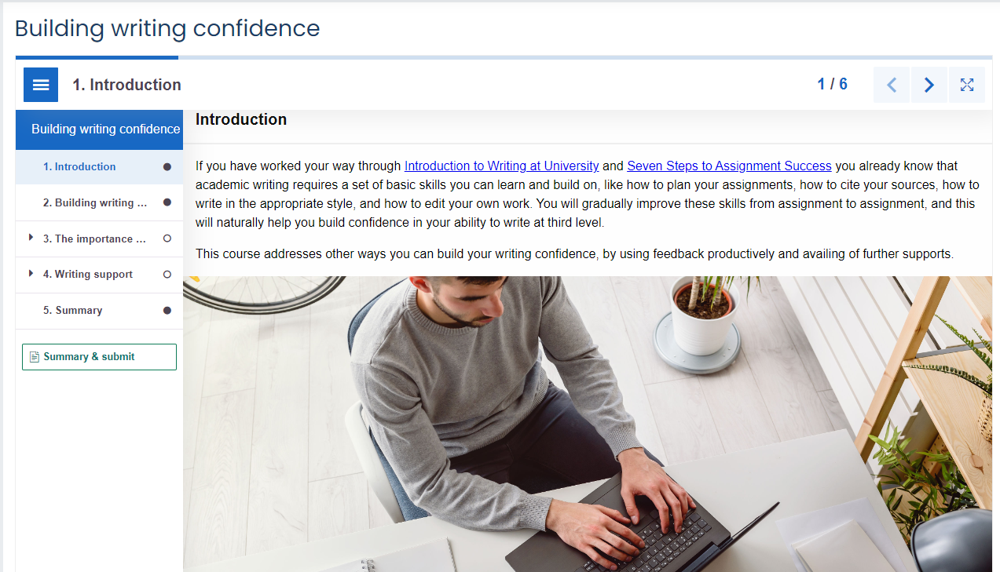 Building writing confidence
1. Introduction
1 / 6
Building writing confidence
1. Introduction
2. Building writing ...
3. The importance ...
4. Writing support
5. Summary
Summary & submit
Introduction
If you have worked your way through Introduction to Writing at University and Seven Steps to Assignment Success you already know that
academic writing requires a set of basic skills you can learn and build on, like how to plan your assignments, how to cite your sources, how to
write in the appropriate style, and how to edit your own work. You will gradually improve these skills from assignment to assignment, and this
will naturally help you build confidence in your ability to write at third level.
This course addresses other ways you can build your writing confidence, by using feedback productively and availing of further supports.